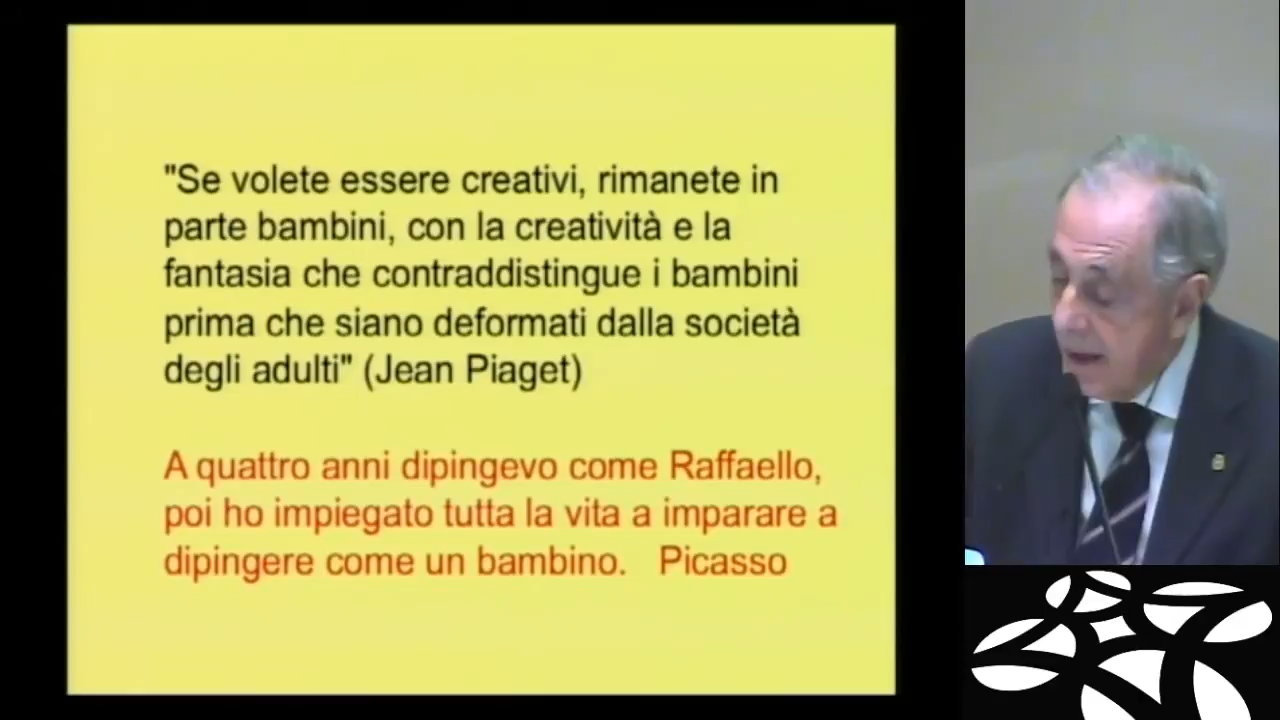 "Se volete essere creativi, rimanete in
parte bambini, con la creatività e la
fantasia che contraddistingue i bambini
prima che siano deformati dalla società
degli adulti" (Jean Piaget)
A quattro anni dipingevo come Raffaello,
poi ho impiegato tutta la vita a imparare a
dipingere come un bambino. Picasso